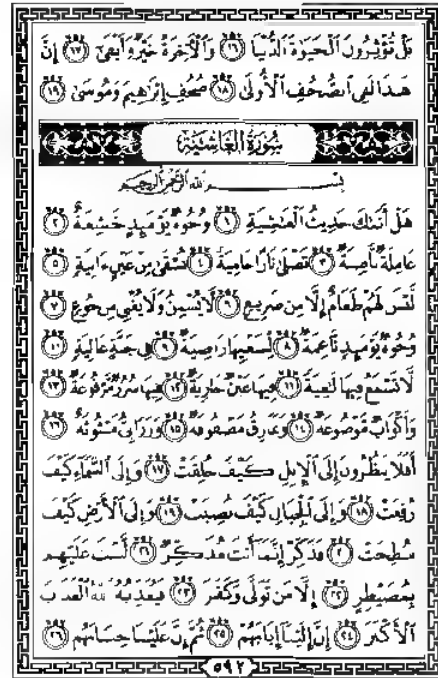 بَلْ تُؤْثِرُونَ الْحَيَوٰةَ الدُّنْيَا ۝١٦ وَالْآخِرَةُ خَيْرٌ وَأَبْقَىٰ ۝١٧ إِنَّ
هَٰذَا لَفِي الصُّحُفِ الْأُولَىٰ ۝١٨ صُحُفِ إِبْرَاهِيمَ وَمُوسَىٰ ۝١٩
سُورَةُ الْغَاشِيَةِ
بِسْمِ اللَّهِ الرَّحْمَٰنِ الرَّحِيمِ
هَلْ أَتَاكَ حَدِيثُ الْغَاشِيَةِ ۝١ وُجُوهٌ يَوْمَئِذٍ خَاشِعَةٌ ۝٢
عَامِلَةٌ نَّاصِبَةٌ ۝٣ تَصْلَىٰ نَارًا حَامِيَةً ۝٤ تُسْقَىٰ مِنْ عَيْنٍ ءَانِيَةٍ ۝٥
لَّيْسَ لَهُمْ طَعَامٌ إِلَّا مِن ضَرِيعٍ ۝٦ لَّا يُسْمِنُ وَلَا يُغْنِي مِن جُوعٍ ۝٧
وُجُوهٌ يَوْمَئِذٍ نَّاعِمَةٌ ۝٨ لِّسَعْيِهَا رَاضِيَةٌ ۝٩ فِي جَنَّةٍ عَالِيَةٍ ۝١٠
لَّا تَسْمَعُ فِيهَا لَاغِيَةً ۝١١ فِيهَا عَيْنٌ جَارِيَةٌ ۝١٢ فِيهَا سُرُرٌ مَّرْفُوعَةٌ ۝١٣
وَأَكْوَابٌ مَّوْضُوعَةٌ ۝١٤ وَنَمَارِقُ مَصْفُوفَةٌ ۝١٥ وَزَرَابِيُّ مَبْثُوثَةٌ ۝١٦
أَفَلَا يَنظُرُونَ إِلَى الْإِبِلِ كَيْفَ خُلِقَتْ ۝١٧ وَإِلَى السَّمَاءِ كَيْفَ
رُفِعَتْ ۝١٨ وَإِلَى الْجِبَالِ كَيْفَ نُصِبَتْ ۝١٩ وَإِلَى الْأَرْضِ كَيْفَ
سُطِحَتْ ۝٢٠ فَذَكِّرْ إِنَّمَا أَنتَ مُذَكِّرٌ ۝٢١ لَّسْتَ عَلَيْهِم
بِمُصَيْطِرٍ ۝٢٢ إِلَّا مَن تَوَلَّىٰ وَكَفَرَ ۝٢٣ فَيُعَذِّبُهُ اللَّهُ الْعَذَابَ
الْأَكْبَرَ ۝٢٤ إِنَّ إِلَيْنَا إِيَابَهُمْ ۝٢٥ ثُمَّ إِنَّ عَلَيْنَا حِسَابَهُم ۝٢٦
٥٩٢